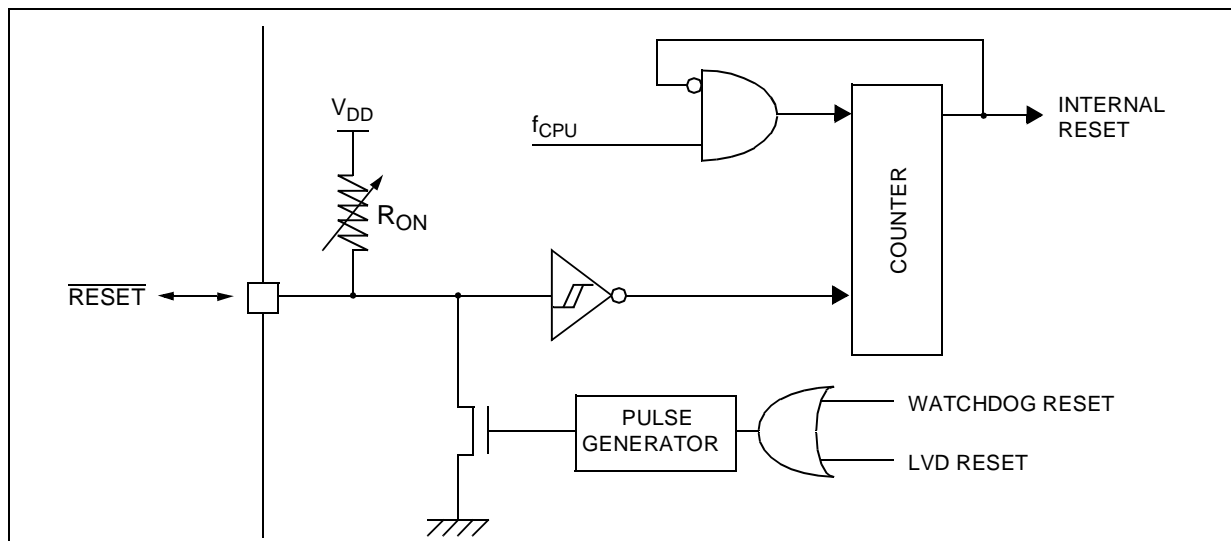 V_DD
f_CPU
INTERNAL
RESET
R_ON
COUNTER
RESET
PULSE
GENERATOR
WATCHDOG RESET
LVD RESET